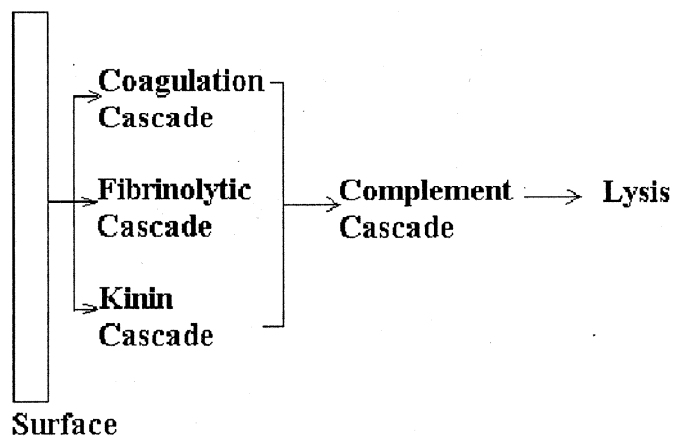 Coagulation
Cascade
Fibrinolytic
Cascade
Complement
Cascade
Lysis
Kinin
Cascade
Surface